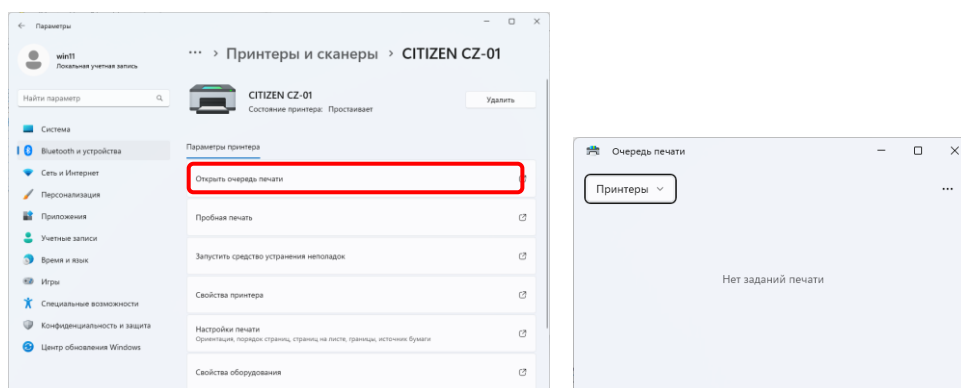 Параметры
win11
Локальная учетная запись
Найти параметр
Система
Bluetooth и устройства
Сеть и Интернет
Персонализация
Приложения
Учетные записи
Время и язык
Игры
Специальные возможности
Конфиденциальность и защита
Центр обновления Windows
··· › Принтеры и сканеры › CITIZEN CZ-01
CITIZEN CZ-01
Состояние принтера: Простаивает
Удалить
Параметры принтера
Открыть очередь печати
Пробная печать
Запустить средство устранения неполадок
Свойства принтера
Настройки печати
Ориентация, порядок страниц, страниц на листе, границы, источник бумаги
Свойства оборудования
Очередь печати
Принтеры
Нет заданий печати